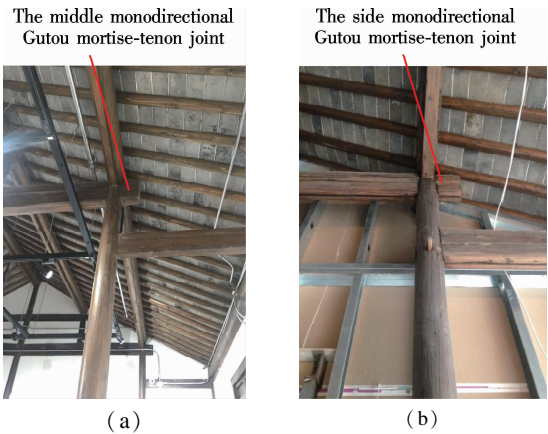 The middle monodirectional
Gutou mortise-tenon joint
The side monodirectional
Gutou mortise-tenon joint
(a)
(b)